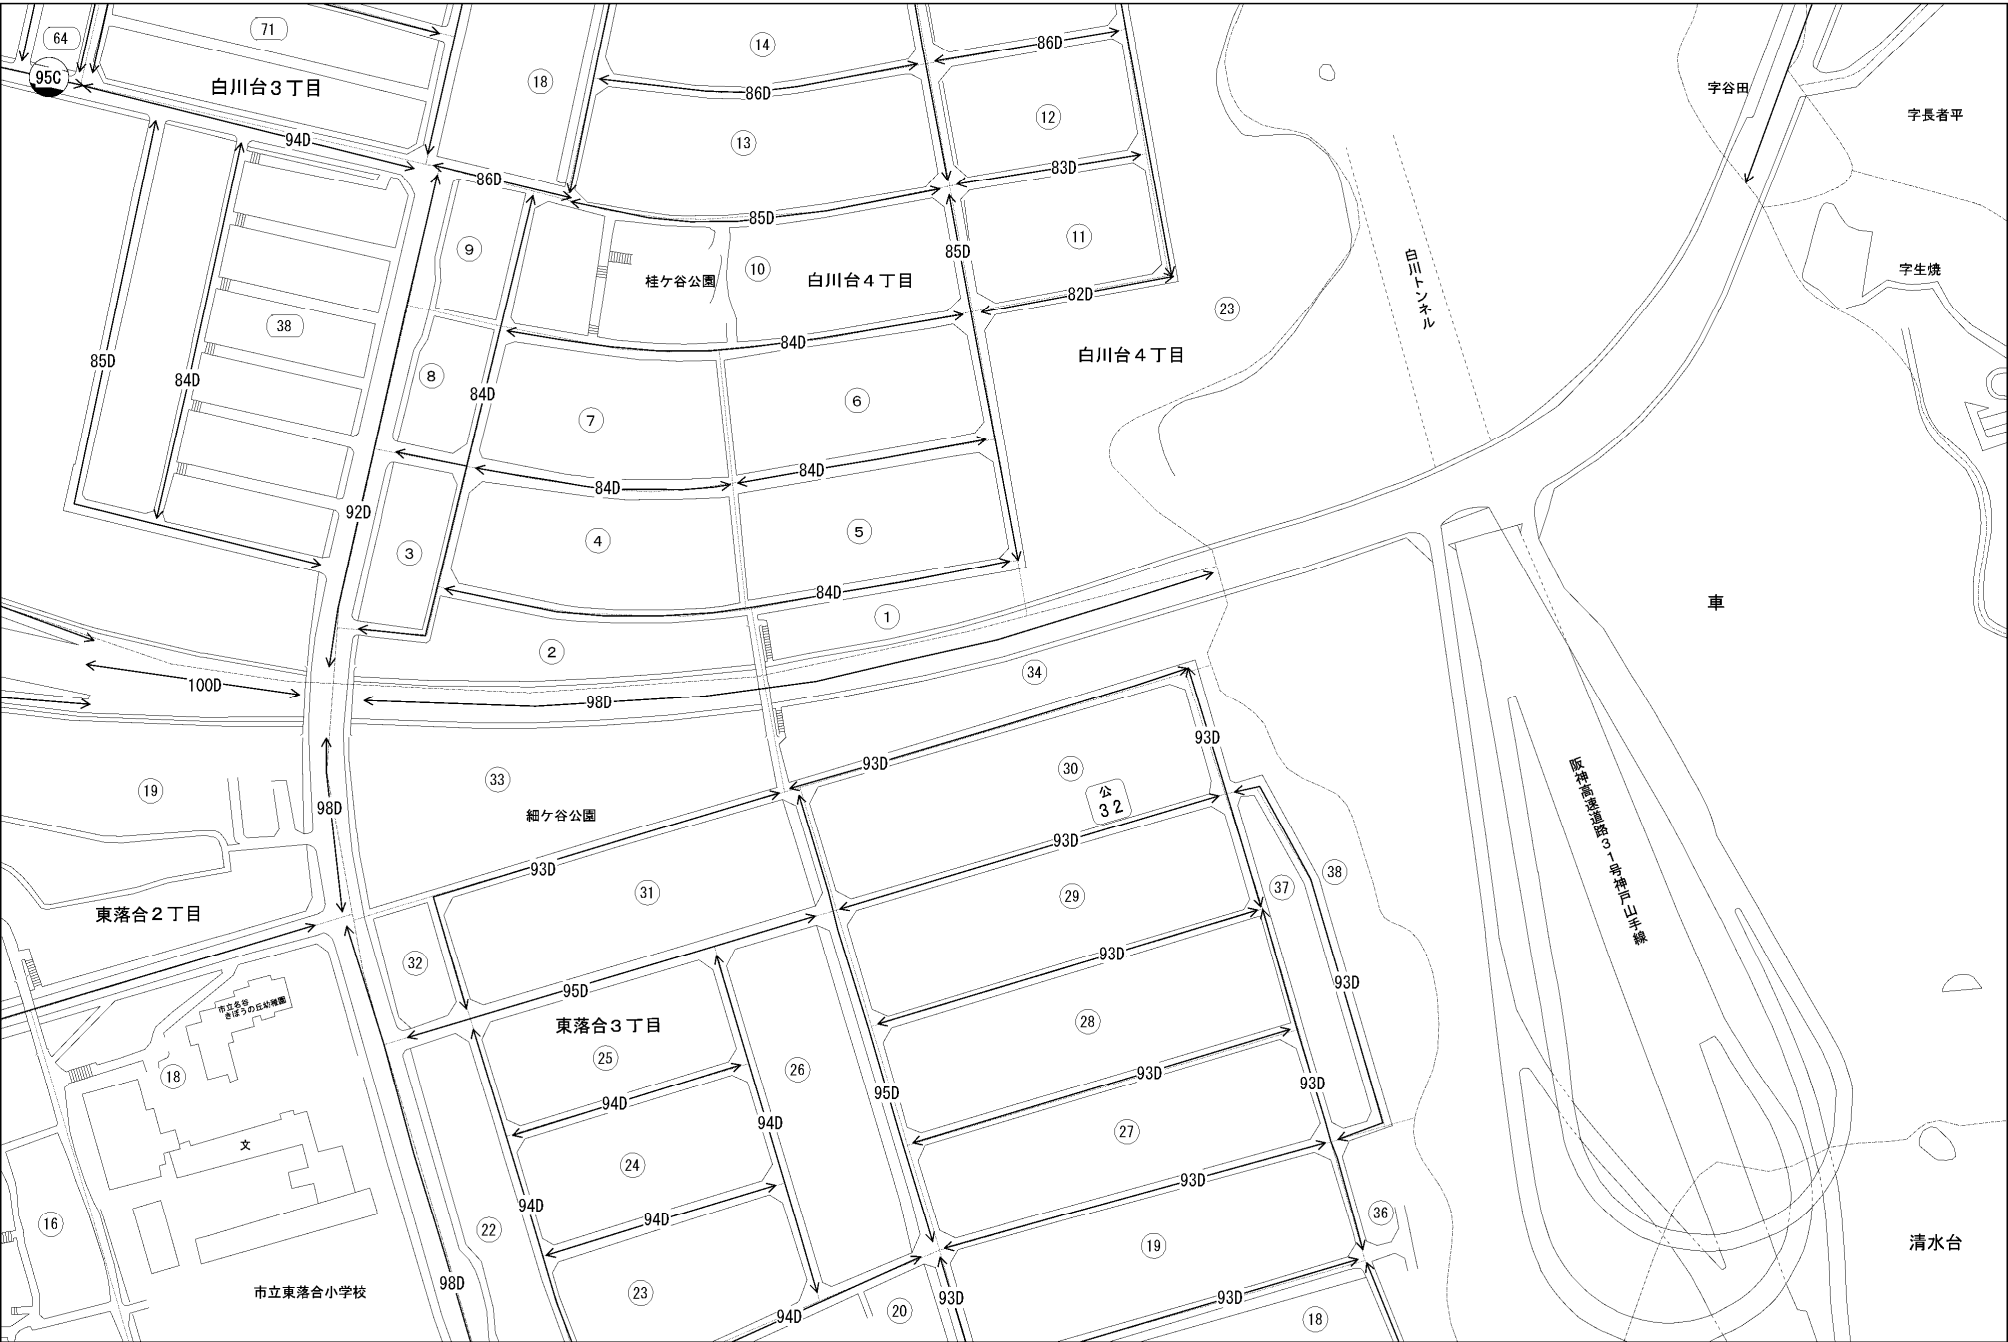 64
71
95C
白川台３丁目
18
14
86D
86D
12
字谷田
字長者平
94D
13
86D
83D
85D
9
桂ケ谷公園
10
白川台４丁目
85D
11
82D
23
白川トンネル
字生焼
38
85D
84D
84D
白川台４丁目
8
84D
7
6
84D
84D
92D
3
4
5
84D
1
車
2
34
100D
98D
93D
93D
30
公
32
33
19
細ケ谷公園
98D
93D
93D
阪神高速道路31号神戸山手線
31
29
37
38
東落合２丁目
32
93D
95D
93D
市立名谷
きぼうの丘幼稚園
東落合３丁目
28
25
18
26
93D
93D
95D
94D
94D
27
文
24
93D
94D
94D
16
22
36
19
清水台
98D
市立東落合小学校
23
20
93D
93D
94D
18